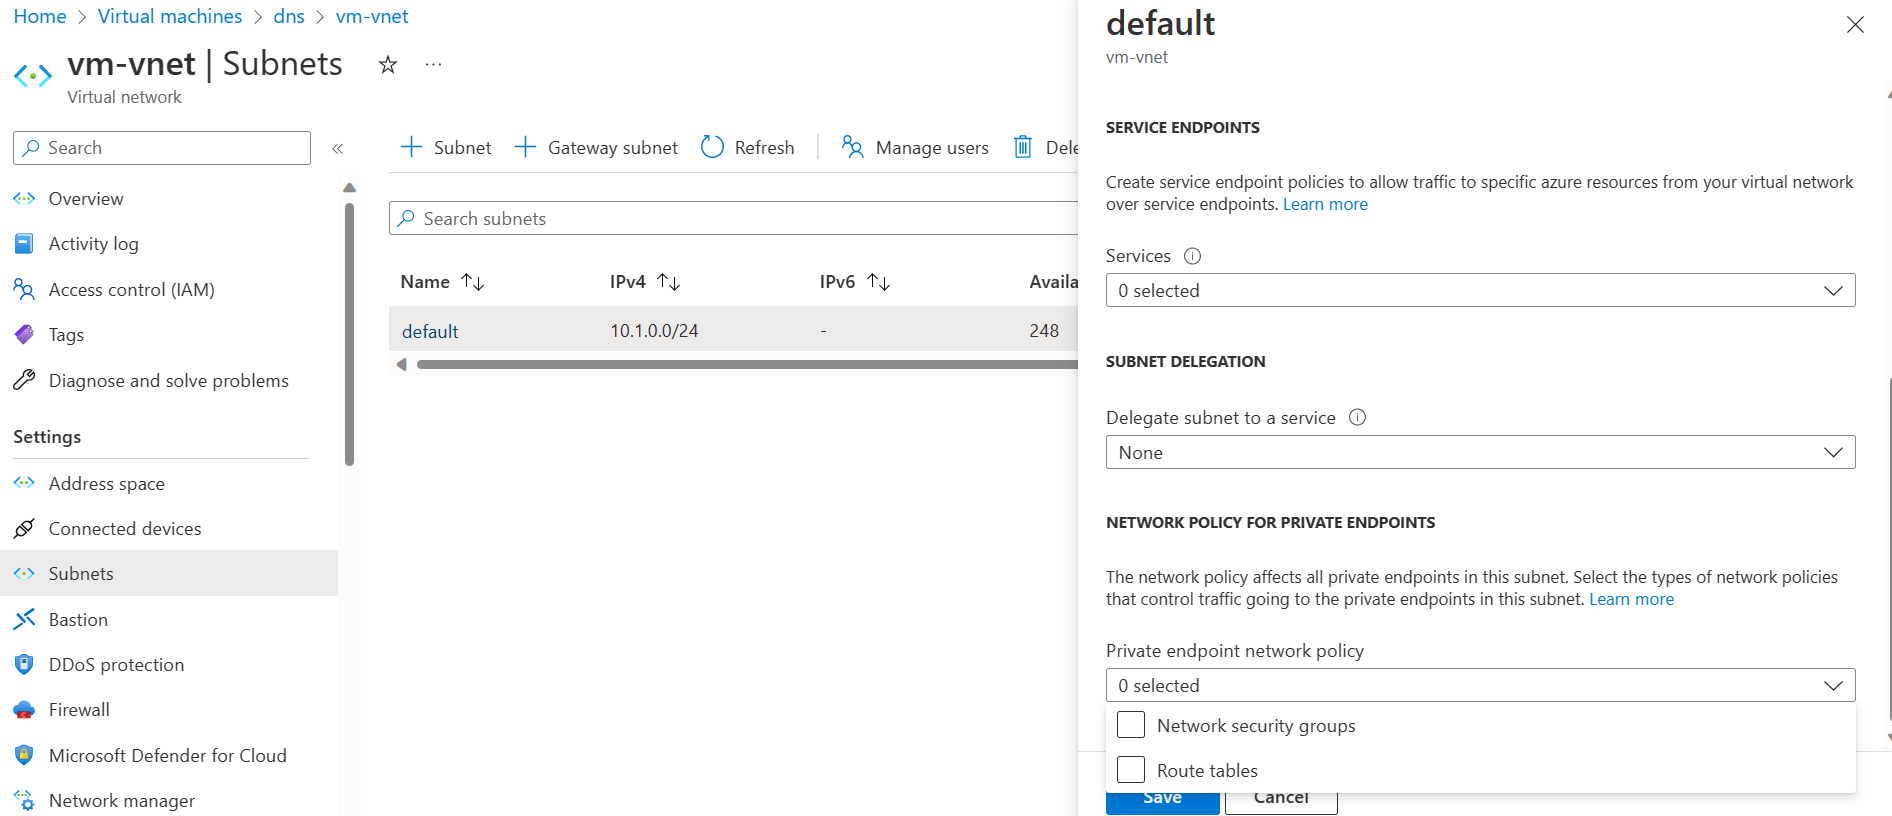 Home > Virtual machines > dns > vm-vnet
vm-vnet | Subnets
Virtual network
Search
Overview
Activity log
Access control (IAM)
Tags
Diagnose and solve problems
Settings
Address space
Connected devices
Subnets
Bastion
DDoS protection
Firewall
Microsoft Defender for Cloud
Network manager
Subnet Gateway subnet Refresh Manage users Dele
Search subnets
Name IPv4 IPv6 Availa
default 10.1.0.0/24 - 248
default
vm-vnet
SERVICE ENDPOINTS
Create service endpoint policies to allow traffic to specific azure resources from your virtual network
over service endpoints. Learn more
Services
0 selected
SUBNET DELEGATION
Delegate subnet to a service
None
NETWORK POLICY FOR PRIVATE ENDPOINTS
The network policy affects all private endpoints in this subnet. Select the types of network policies
that control traffic going to the private endpoints in this subnet. Learn more
Private endpoint network policy
0 selected
Network security groups
Route tables
Save Cancel